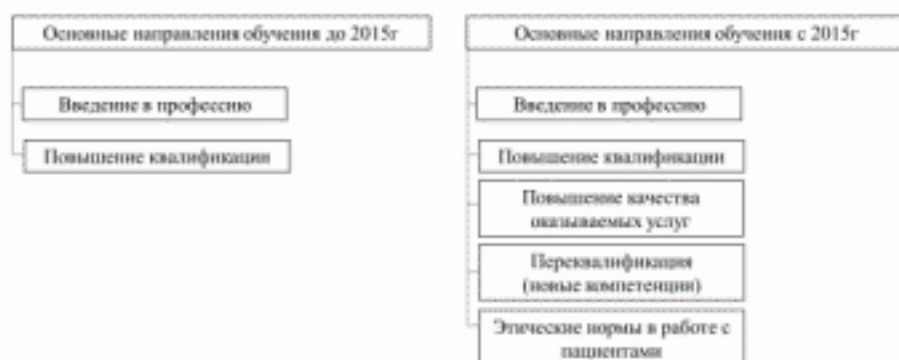 Основные направления обучения до 2015г
Введение в профессию
Повышение квалификации
Основные направления обучения с 2015г
Введение в профессию
Повышение квалификации
Повышение качества
оказываемых услуг
Переквалификация
(новые компетенции)
Этические нормы в работе с
пациентами